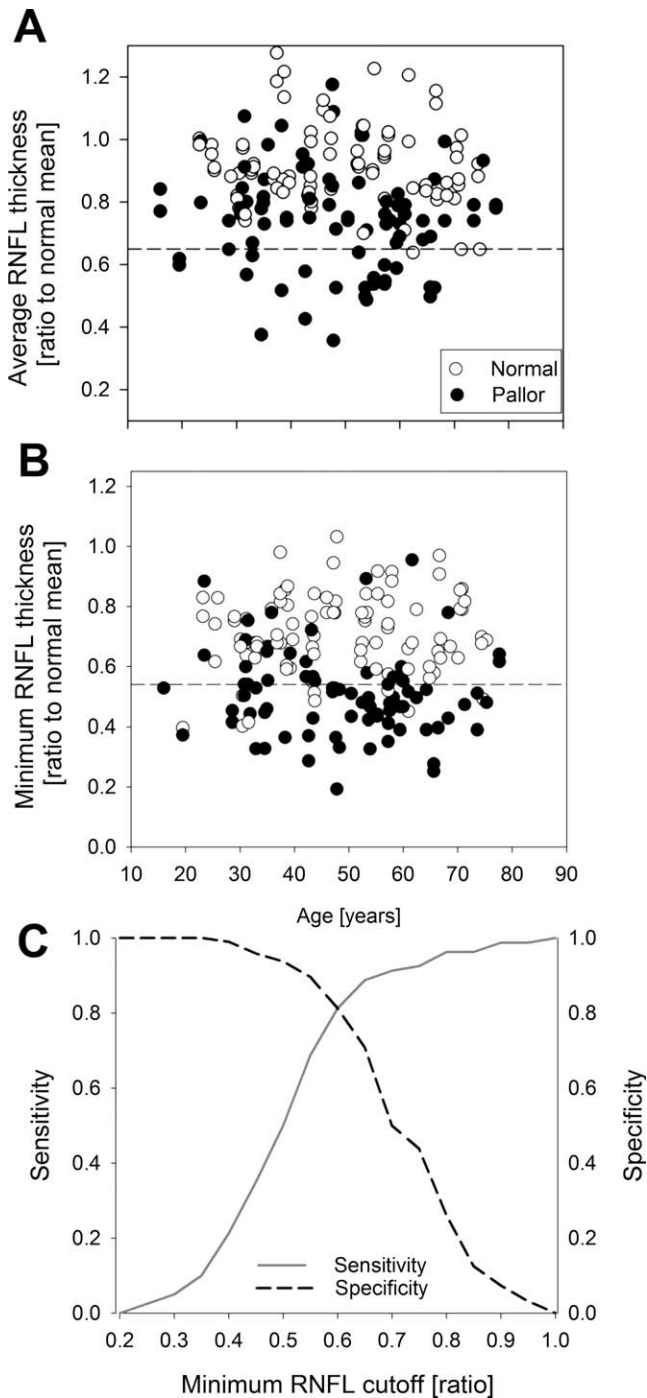 A
Average RNFL thickness
[ratio to normal mean]
1.2
1.0
0.8
0.6
0.4
0.2
Normal
Pallor
B
Minimum RNFL thickness
[ratio to normal mean]
1.2
1.0
0.8
0.6
0.4
0.2
0.0
10 20 30 40 50 60 70 80 90
Age [years]
C
Sensitivity
Specificity
1.0 1.0
0.8 0.8
0.6 0.6
0.4 0.4
0.2 0.2
0.0 0.0
Sensitivity
Specificity
0.2 0.3 0.4 0.5 0.6 0.7 0.8 0.9 1.0
Minimum RNFL cutoff [ratio]